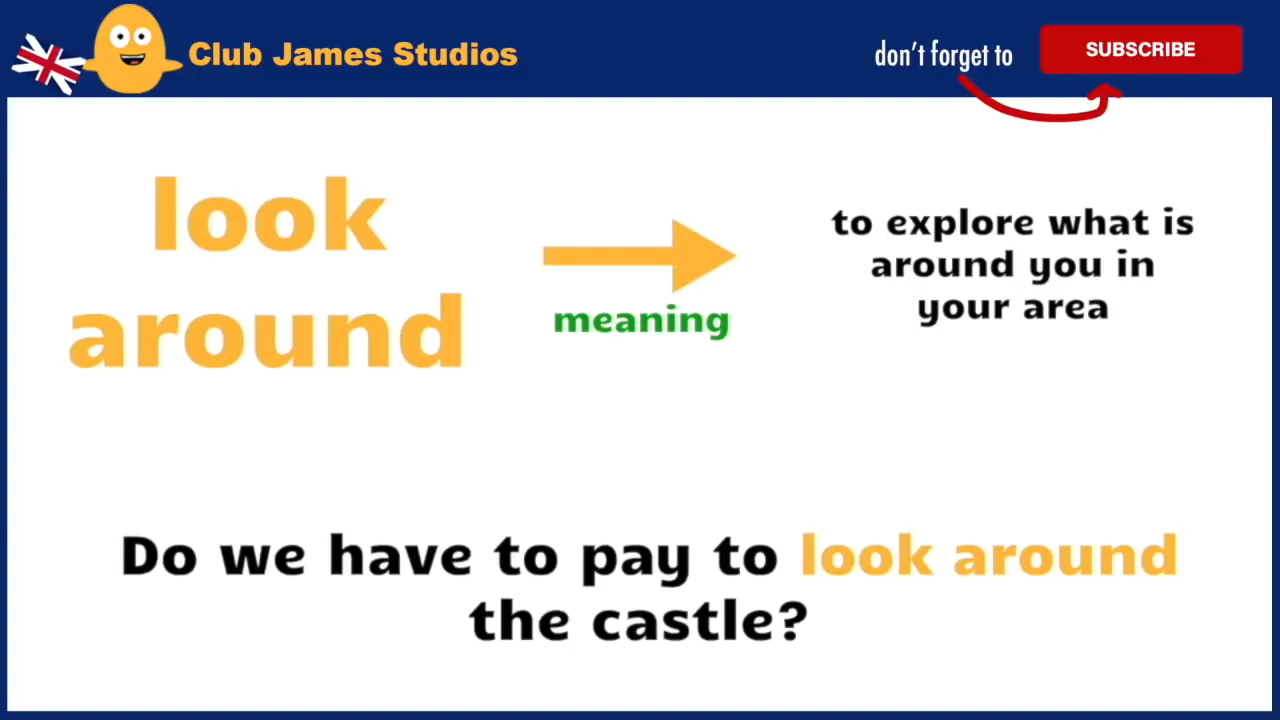 Club James Studios
don't forget to
SUBSCRIBE
look
around
meaning
to explore what is
around you in
your area
Do we have to pay to look around
the castle?